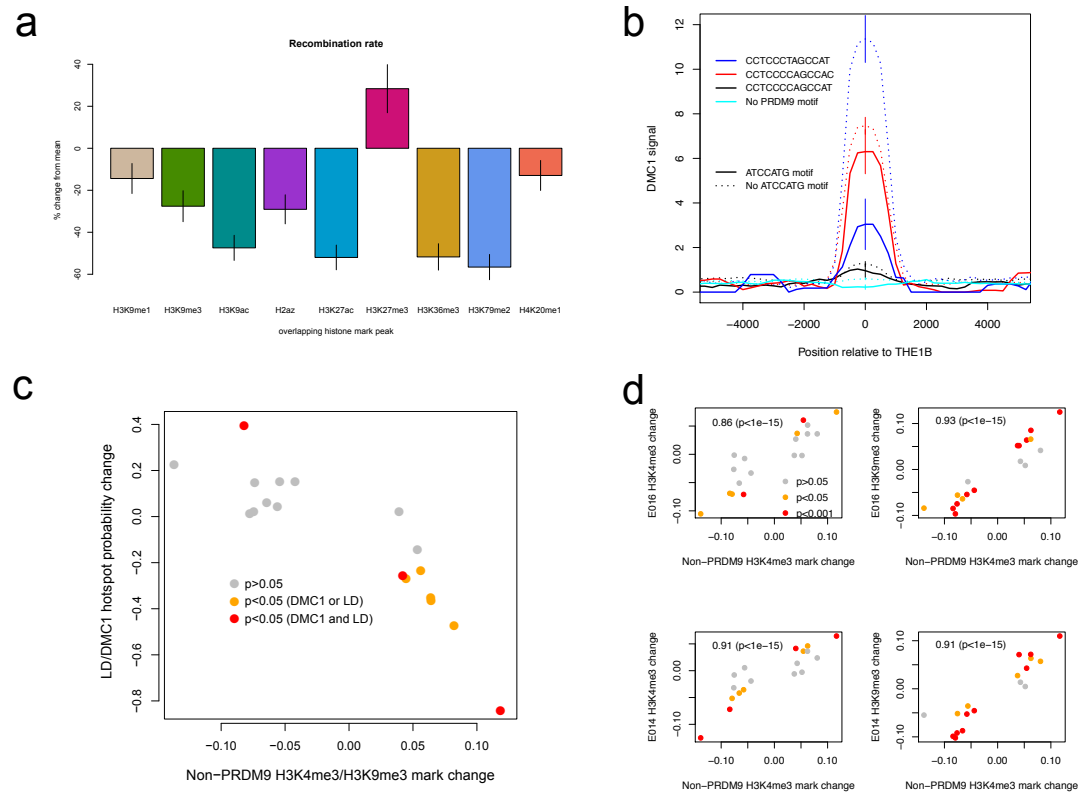 a
Recombination rate
% change from mean
40
20
0
-20
-40
-60
H3K9me1 H3K9me3 H3K9ac H2az H3K27ac H3K27me3 H3K36me3 H3K79me2 H4K20me1
overlapping histone mark peak
b
DMC1 signal
12
10
8
6
4
2
0
CCTCCCTAGCCAT
CCTCCCCAGCCAC
CCTCCCCAGCCAT
No PRDM9 motif
ATCCATG motif
No ATCCATG motif
−4000 −2000 0 2000 4000
Position relative to THE1B
c
LD/DMC1 hotspot probability change
0.4
0.2
0.0
−0.2
−0.4
−0.6
−0.8
p>0.05
p<0.05 (DMC1 or LD)
p<0.05 (DMC1 and LD)
−0.10 −0.05 0.00 0.05 0.10
Non−PRDM9 H3K4me3/H3K9me3 mark change
d
E016 H3K4me3 change
0.00
−0.10
0.86 (p<1e−15)
p>0.05
p<0.05
p<0.001
−0.10 0.00 0.05 0.10
Non−PRDM9 H3K4me3 mark change
E016 H3K9me3 change
0.10
0.00
−0.10
0.93 (p<1e−15)
−0.10 0.00 0.05 0.10
Non−PRDM9 H3K4me3 mark change
E014 H3K4me3 change
0.00
−0.10
0.91 (p<1e−15)
−0.10 0.00 0.05 0.10
Non−PRDM9 H3K4me3 mark change
E014 H3K9me3 change
0.10
0.00
−0.10
0.91 (p<1e−15)
−0.10 0.00 0.05 0.10
Non−PRDM9 H3K4me3 mark change